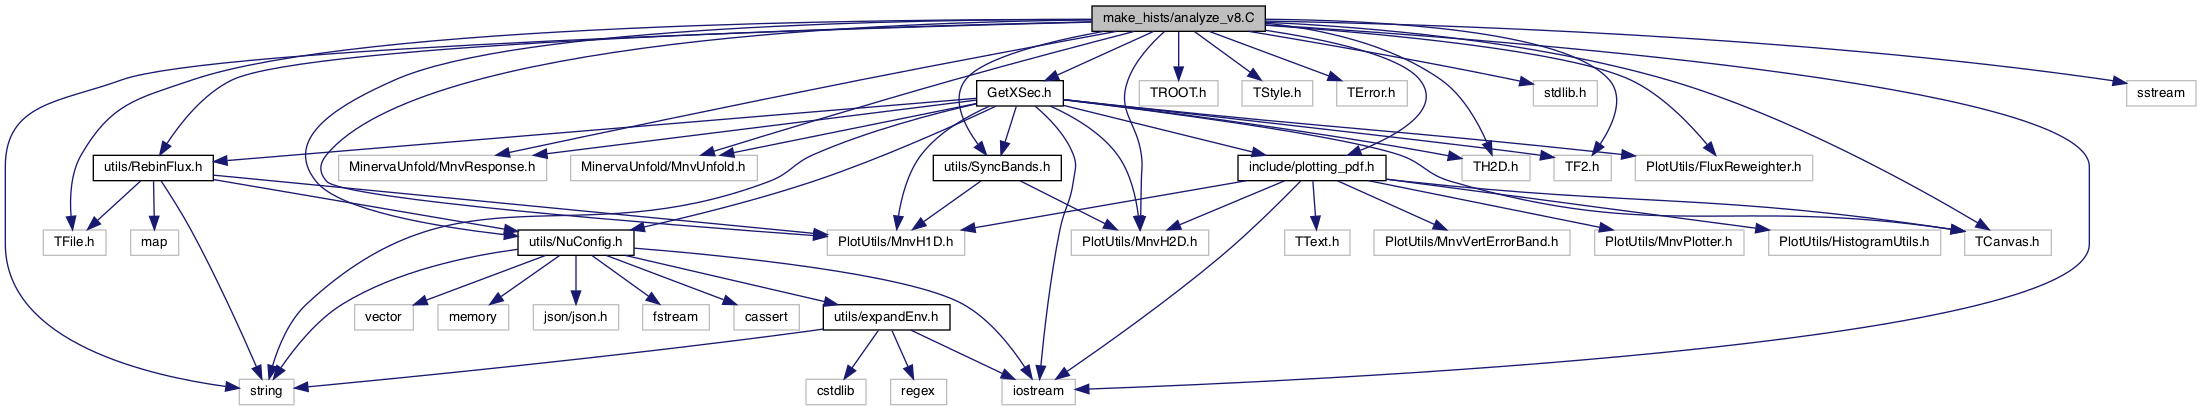 make_hists/analyze_v8.C
GetXSec.h
TROOT.h
TStyle.h
TError.h
stdlib.h
sstream
utils/RebinFlux.h
MinervaUnfold/MnvResponse.h
MinervaUnfold/MnvUnfold.h
utils/SyncBands.h
include/plotting_pdf.h
TH2D.h
TF2.h
PlotUtils/FluxReweighter.h
TFile.h
map
utils/NuConfig.h
PlotUtils/MnvH1D.h
PlotUtils/MnvH2D.h
TText.h
PlotUtils/MnvVertErrorBand.h
PlotUtils/MnvPlotter.h
PlotUtils/HistogramUtils.h
TCanvas.h
vector
memory
json/json.h
fstream
cassert
utils/expandEnv.h
string
cstdlib
regex
iostream